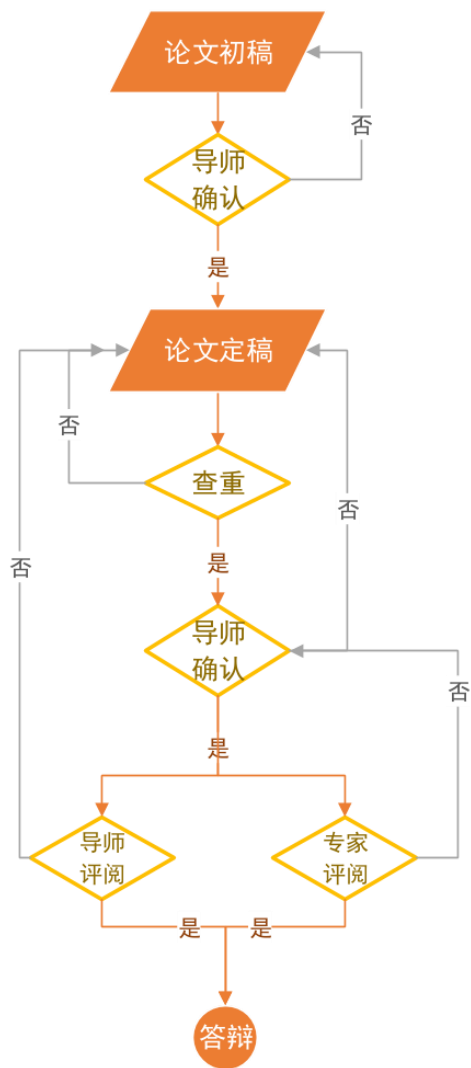 论文初稿
否
导师
确认
是
论文定稿
否
查重
否
是
否
导师
确认
否
是
导师
评阅
专家
评阅
是
是
答辩